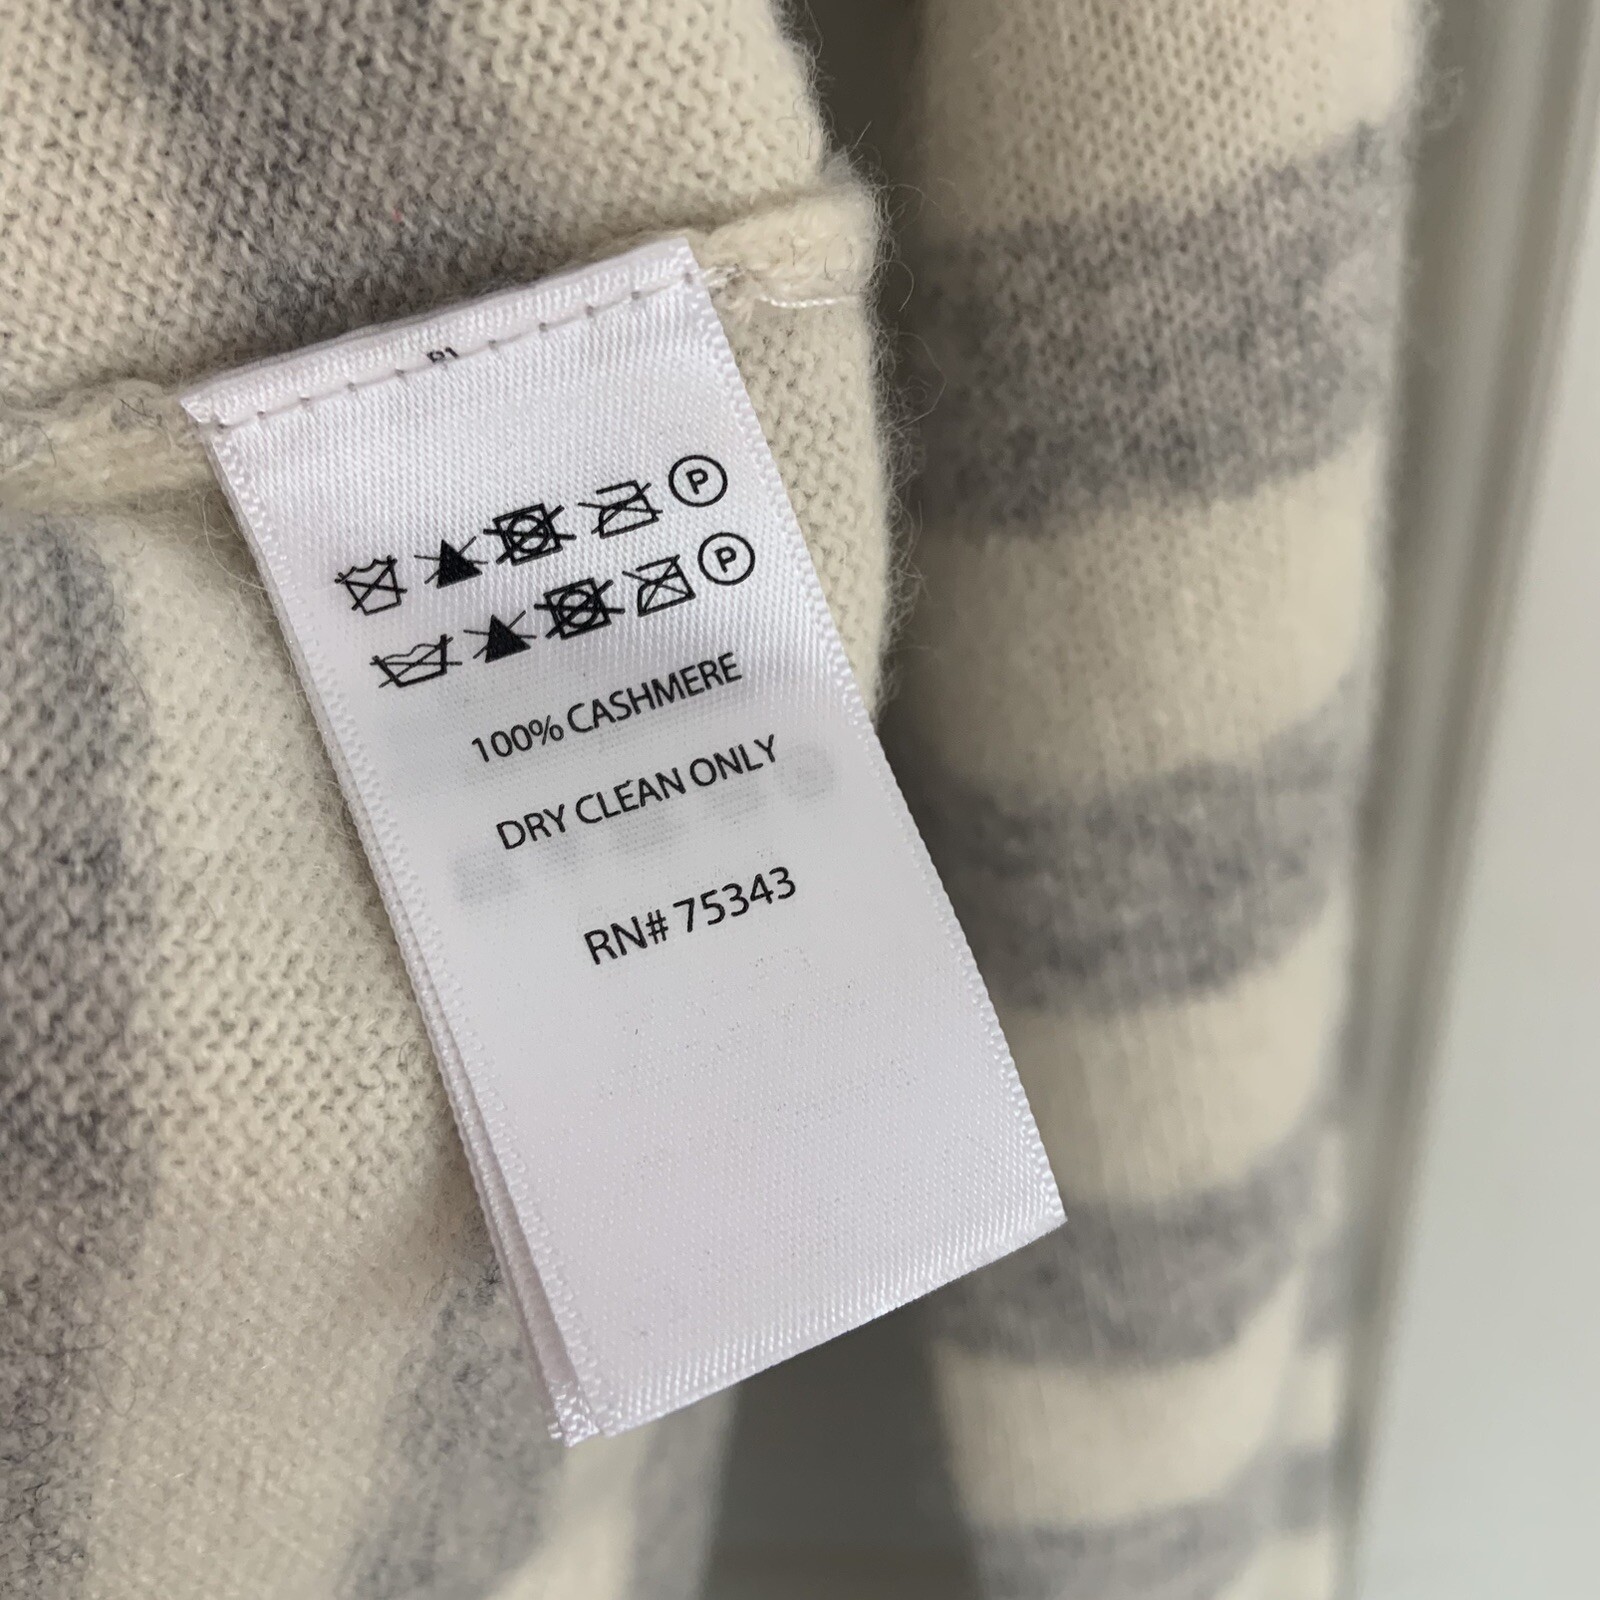 P
P
100% CASHMERE
DRY CLEAN ONLY
RN# 75343